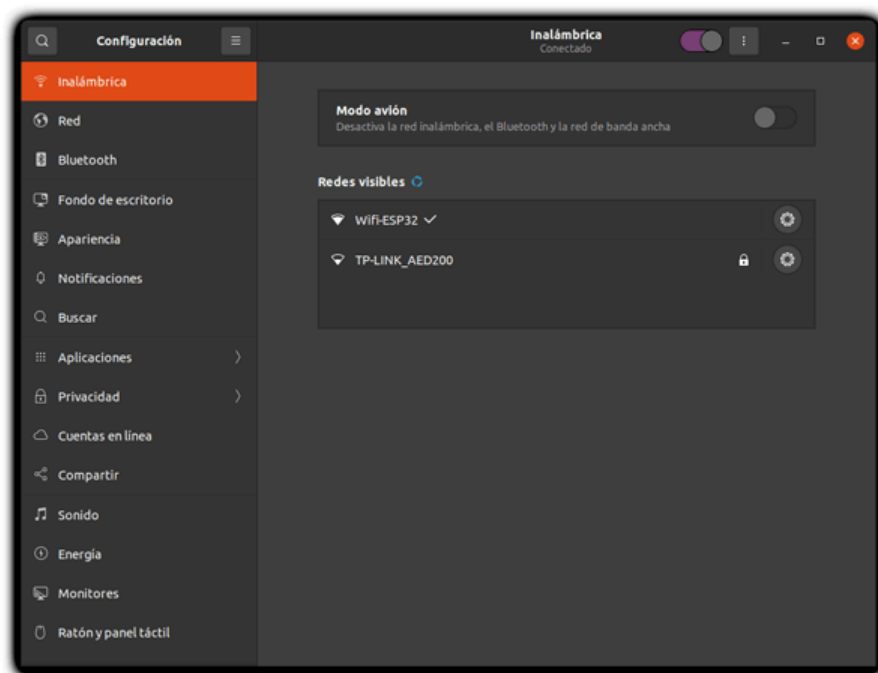 Configuración
Inalámbrica
Conectado
Inalámbrica
Red
Bluetooth
Fondo de escritorio
Apariencia
Notificaciones
Buscar
Aplicaciones
Privacidad
Cuentas en línea
Compartir
Sonido
Energía
Monitores
Ratón y panel táctil
Modo avión
Desactiva la red inalámbrica, el Bluetooth y la red de banda ancha
Redes visibles
Wifi-ESP32
TP-LINK_AED200